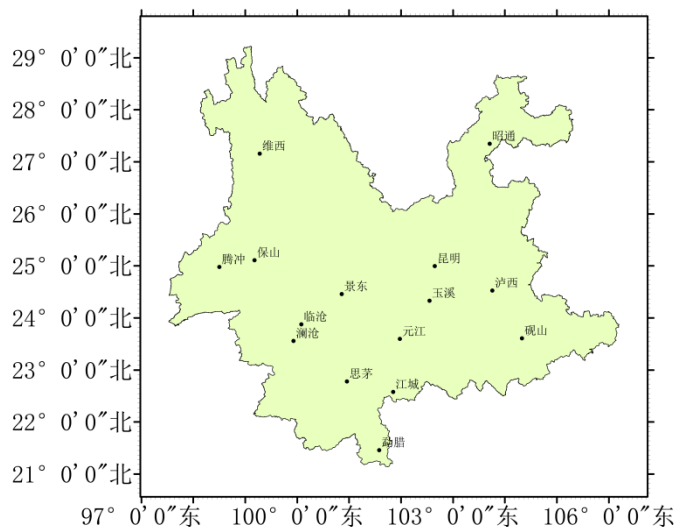 29° 0′0″北
28° 0′0″北
昭通
维西
27° 0′0″北
26° 0′0″北
保山
昆明
腾冲
25° 0′0″北
泸西
景东
玉溪
临沧
24° 0′0″北
元江
砚山
澜沧
23° 0′0″北
思茅
江城
22° 0′0″北
勐腊
21° 0′0″北
97° 0′0″东 100° 0′0″东 103° 0′0″东 106° 0′0″东